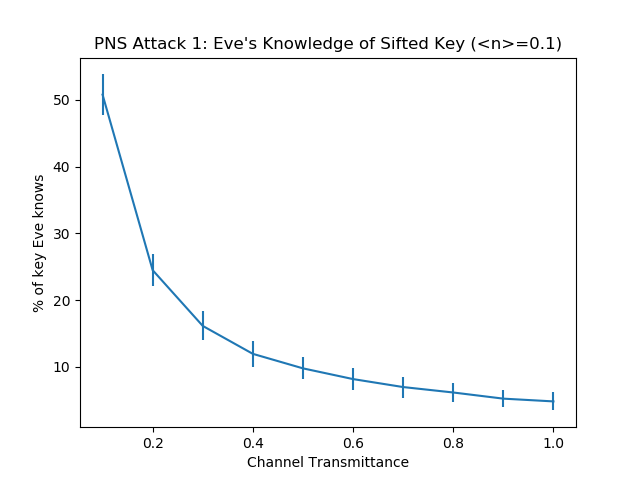 PNS Attack 1: Eve's Knowledge of Sifted Key (<n>=0.1)
50
40
30
20
10
% of key Eve knows
0.2 0.4 0.6 0.8 1.0
Channel Transmittance